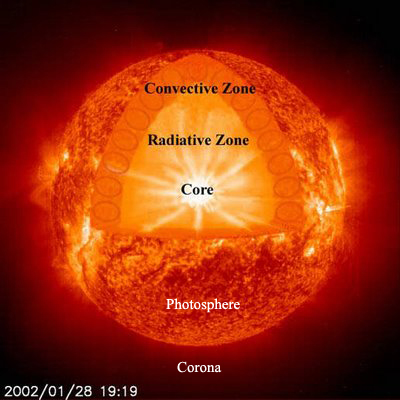 Convective Zone
Radiative Zone
Core
Photosphere
Corona
2002/01/28 19:19